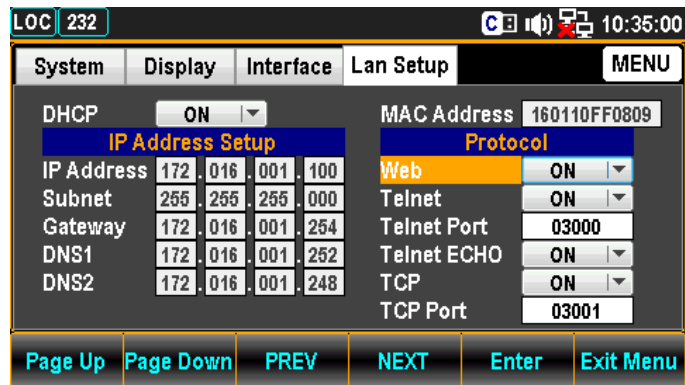 LOC 232 C 10:35:00
System Display Interface Lan Setup MENU
DHCP ON
IP Address Setup
IP Address 172 . 016 . 001 . 100
Subnet 255 . 255 . 255 . 000
Gateway 172 . 016 . 001 . 254
DNS1 172 . 016 . 001 . 252
DNS2 172 . 016 . 001 . 248
MAC Address 160110FF0809
Protocol
Web ON
Telnet ON
Telnet Port 03000
Telnet ECHO ON
TCP ON
TCP Port 03001
Page Up Page Down PREV NEXT Enter Exit Menu